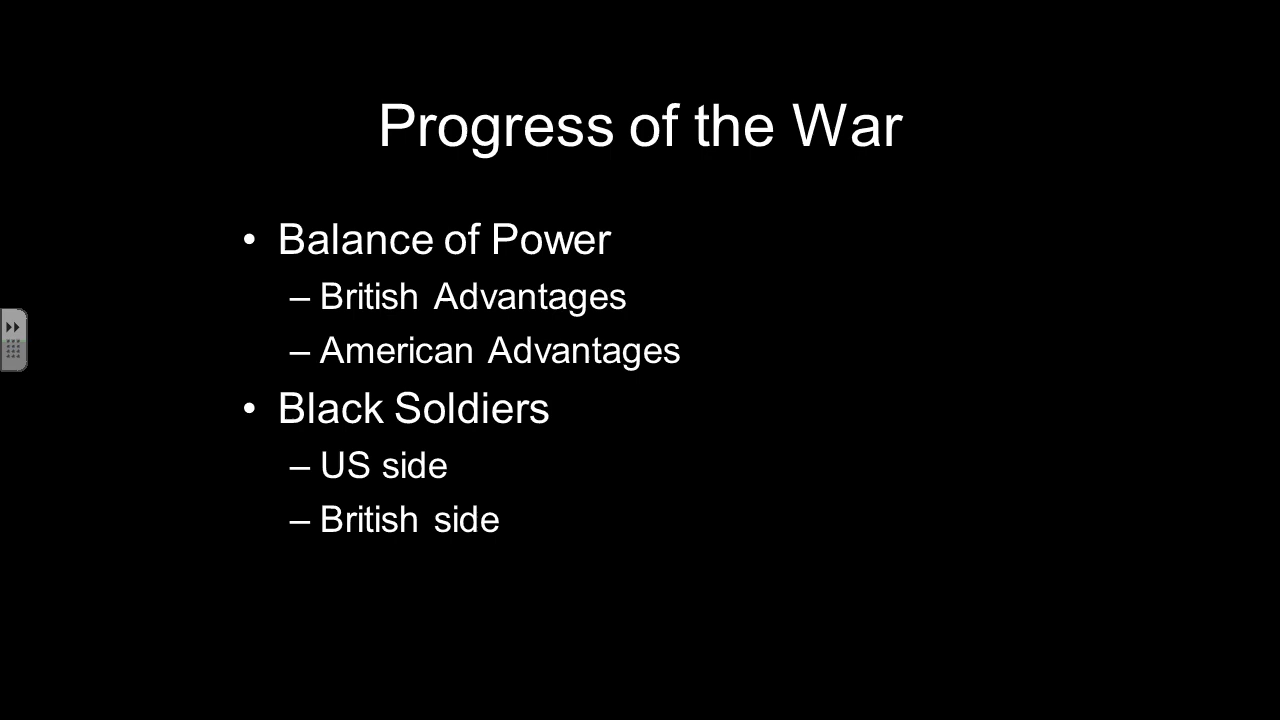 Progress of the War
• Balance of Power
– British Advantages
– American Advantages
• Black Soldiers
– US side
– British side